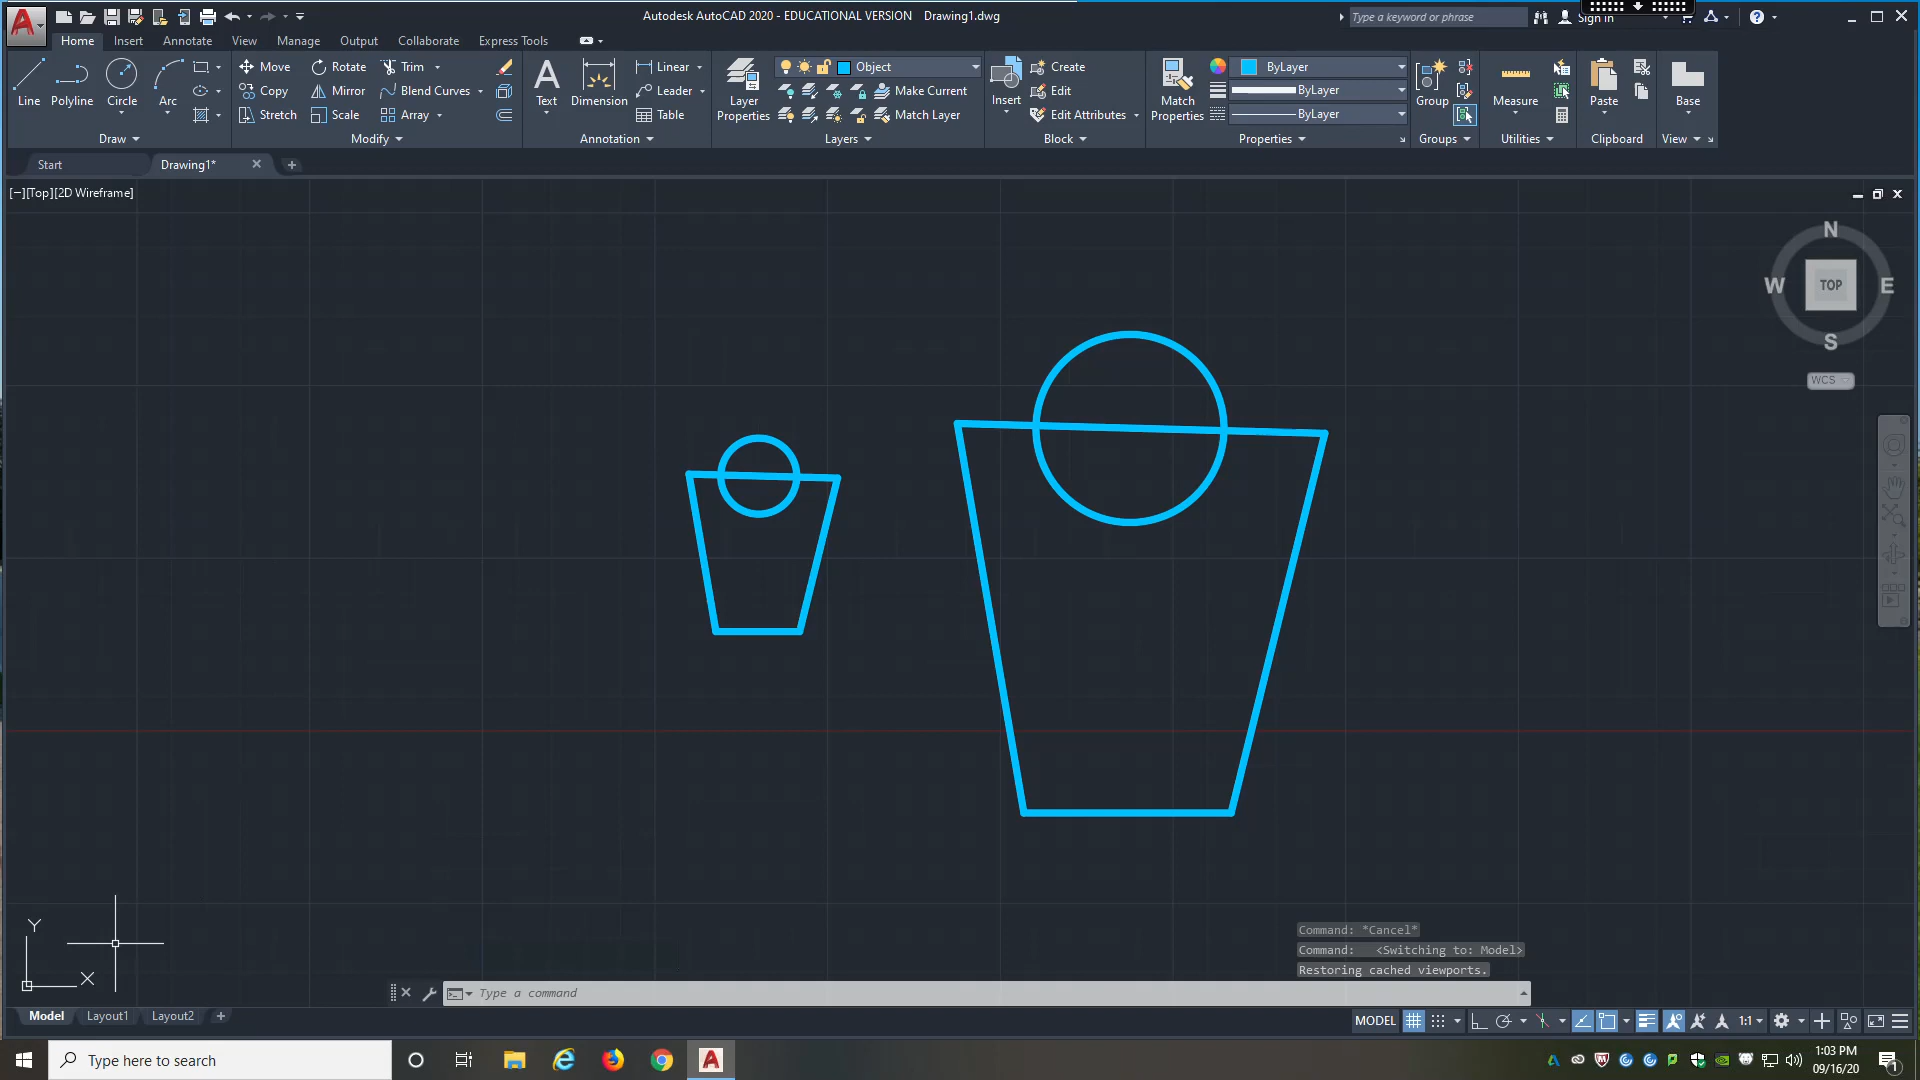 Autodesk AutoCAD 2020 - EDUCATIONAL VERSION Drawing1.dwg
Type a keyword or phrase
Sign In
Home Insert Annotate View Manage Output Collaborate Express Tools
Line Polyline Circle Arc
Move Rotate Trim
Copy Mirror Blend Curves
Stretch Scale Array
Text Dimension
Linear
Leader
Table
Layer Properties
Object
Make Current
Match Layer
Insert
Create
Edit
Edit Attributes
Match Properties
ByLayer
ByLayer
ByLayer
Group
Measure
Paste
Base
Draw Modify Annotation Layers Block Properties Groups Utilities Clipboard View
Start Drawing1*
[−][Top][2D Wireframe]
N
W TOP E
S
WCS
Y
X
Command: *Cancel*
Command: <Switching to: Model>
Restoring cached viewports.
Type a command
Model Layout1 Layout2
MODEL 1:1
Type here to search
1:03 PM
09/16/20
1